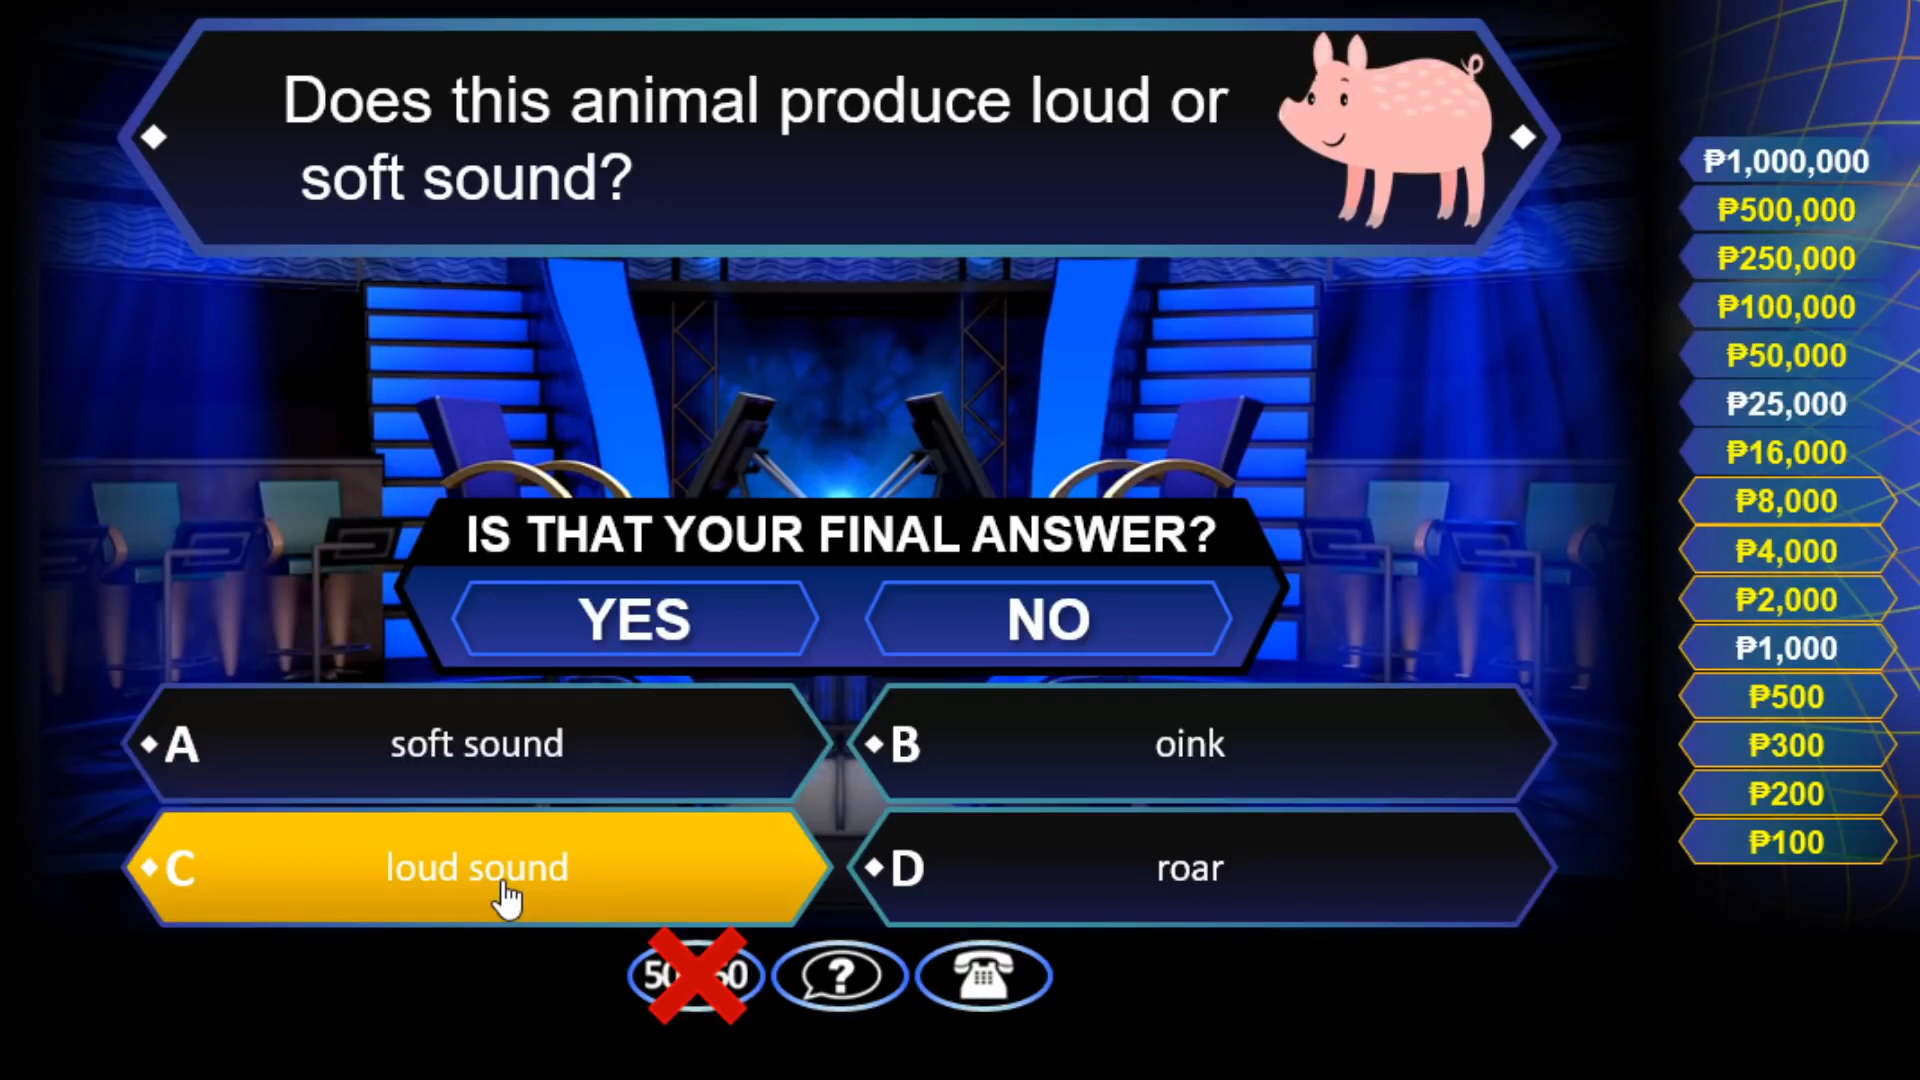 Does this animal produce loud or
soft sound?
IS THAT YOUR FINAL ANSWER?
YES
NO
A soft sound
B oink
C loud sound
D roar
?
₱1,000,000
₱500,000
₱250,000
₱100,000
₱50,000
₱25,000
₱16,000
₱8,000
₱4,000
₱2,000
₱1,000
₱500
₱300
₱200
₱100